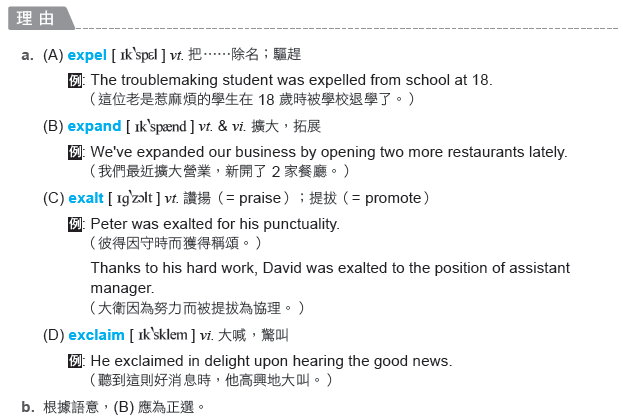 理由
a. (A) expel [ ɪkˋspɛl ] vt. 把……除名；驅趕
例: The troublemaking student was expelled from school at 18.
（這位老是惹麻煩的學生在 18 歲時被學校退學了。）
(B) expand [ ɪkˋspænd ] vt. & vi. 擴大，拓展
例: We've expanded our business by opening two more restaurants lately.
（我們最近擴大營業，新開了 2 家餐廳。）
(C) exalt [ ɪgˋzɔlt ] vt. 讚揚（= praise）；提拔（= promote）
例: Peter was exalted for his punctuality.
（彼得因守時而獲得稱頌。）
Thanks to his hard work, David was exalted to the position of assistant
manager.
（大衛因為努力而被提拔為協理。）
(D) exclaim [ ɪkˋsklem ] vi. 大喊，驚叫
例: He exclaimed in delight upon hearing the good news.
（聽到這則好消息時，他高興地大叫。）
b. 根據語意，(B) 應為正選。